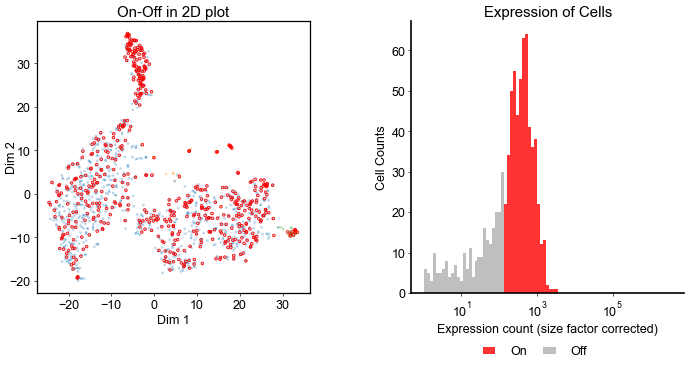 On-Off in 2D plot
Dim 2
30
20
10
0
−10
−20
−20 −10 0 10 20 30
Dim 1
Expression of Cells
Cell Counts
60
50
40
30
20
10
0
10^1 10^3 10^5
Expression count (size factor corrected)
On Off